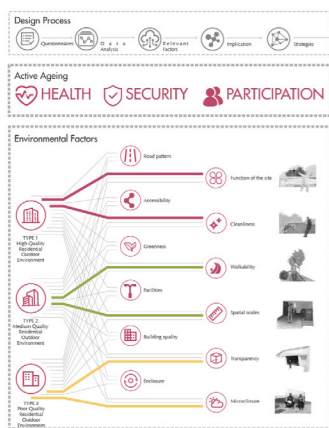 Design Process
Questionnaires
Data
Analysis
Relevant
Factors
Implication
Strategies
Active Ageing
HEALTH
SECURITY
PARTICIPATION
Environmental Factors
Road pattern
Function of the site
Accessibility
TYPE 1
High Quality
Residential
Outdoor
Environment
Cleanliness
Greenness
Walkability
Facilities
TYPE 2
Medium Quality
Residential
Outdoor
Environment
Spatial scales
Building quality
Transparency
Enclosure
TYPE 3
Poor Quality
Residential
Outdoor
Environment
Microclimate